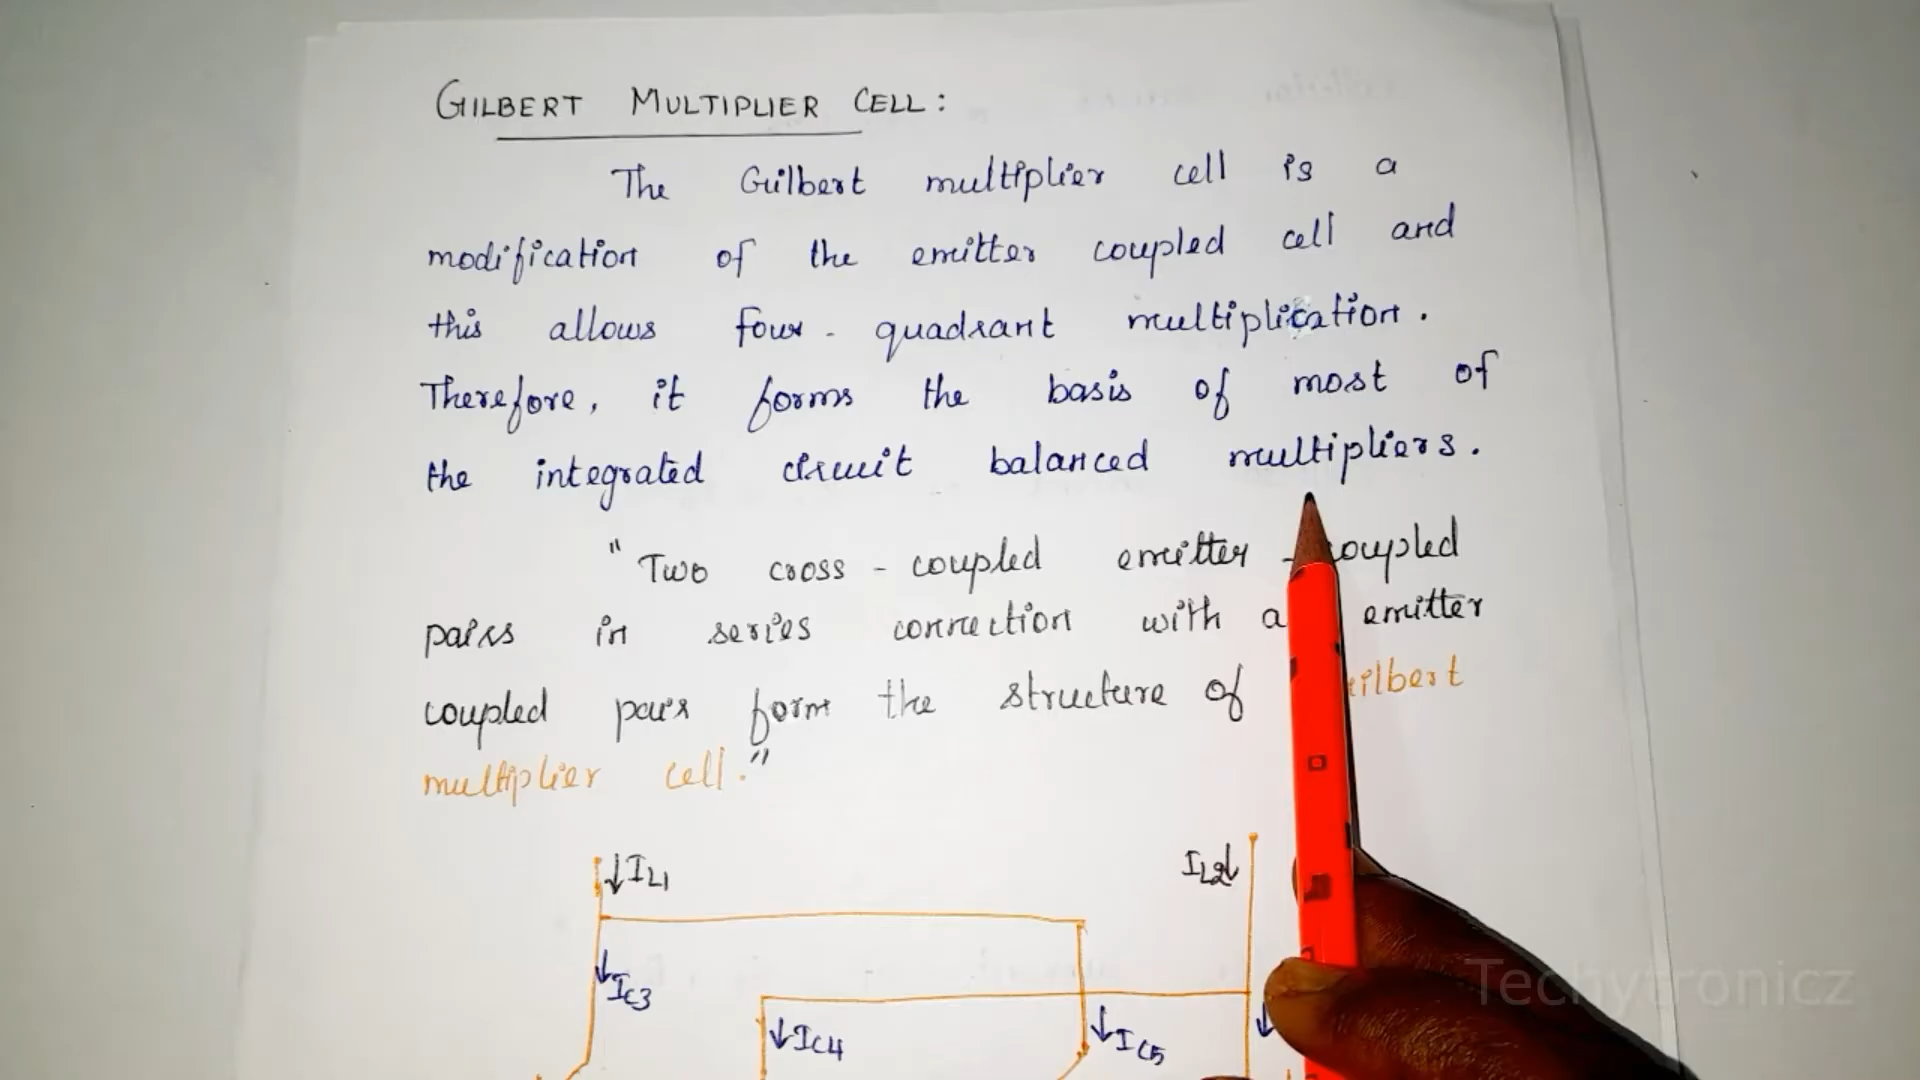 GILBERT MULTIPLIER CELL:
The Gilbert multiplier cell is a
modification of the emitter coupled cell and
this allows four - quadrant multiplication.
Therefore, it forms the basis of most of
the integrated circuit balanced multipliers.
"Two cross - coupled emitter - coupled
pairs in series connection with a emitter
coupled pair form the structure of
multiplier cell."
↓IL1
IL2↓
↓IC3
↓IC4
↓IC5
Techytronicz